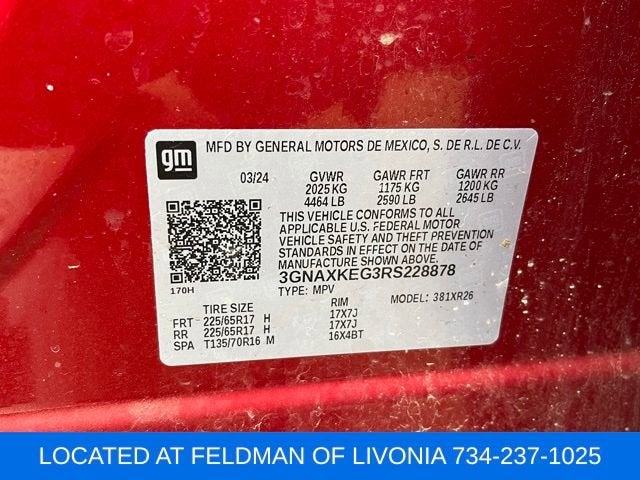 gm
MFD BY GENERAL MOTORS DE MEXICO, S. DE R.L. DE C.V.
03/24 GVWR GAWR FRT GAWR RR
2025 KG 1175 KG 1200 KG
4464 LB 2590 LB 2645 LB
THIS VEHICLE CONFORMS TO ALL
APPLICABLE U.S. FEDERAL MOTOR
VEHICLE SAFETY AND THEFT PREVENTION
STANDARDS IN EFFECT ON THE DATE OF
MANUFACTURE SHOWN ABOVE.
3GNAXKEG3RS228878
170H
TYPE: MPV MODEL: 381XR26
TIRE SIZE RIM
FRT 225/65R17 H 17X7J
RR 225/65R17 H 17X7J
SPA T135/70R16 M 16X4BT
LOCATED AT FELDMAN OF LIVONIA 734-237-1025